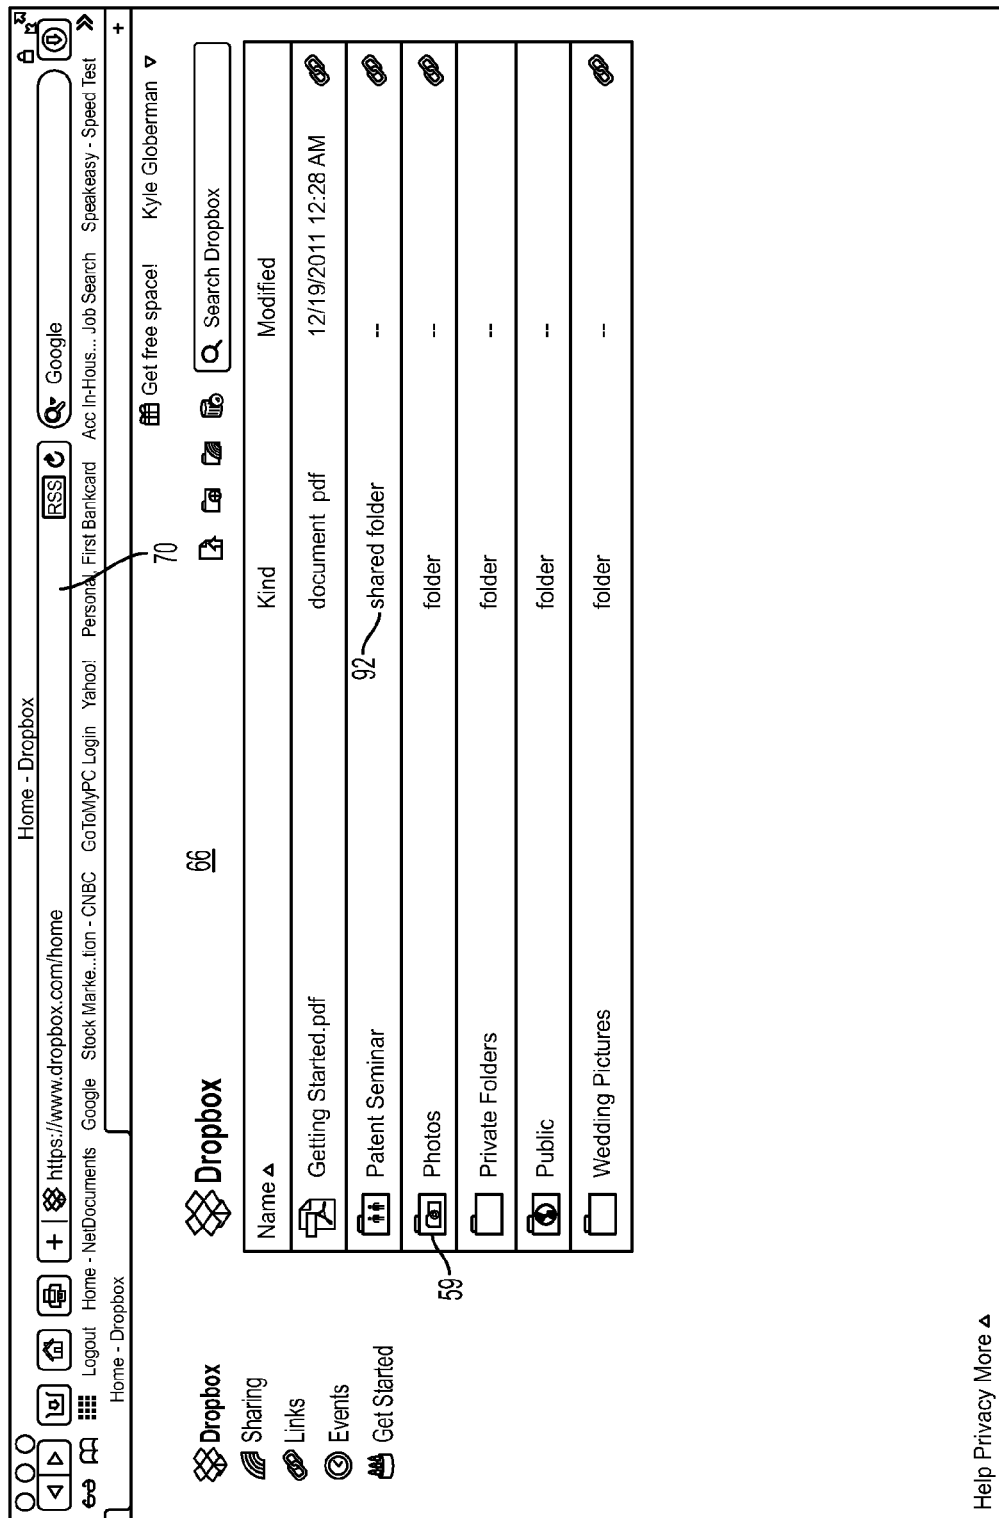 Home - Dropbox
+ https://www.dropbox.com/home RSS Google
Logout Home - NetDocuments Google Stock Marke...tion - CNBC GoToMyPC Login Yahoo! Personal, First Bankcard Acc In-Hous... Job Search Speakeasy - Speed Test »
Home - Dropbox +
70
Get free space! Kyle Globerman
Dropbox
66
Search Dropbox
Dropbox
Sharing
Links
Events
Get Started
Name Kind Modified
Getting Started.pdf document pdf 12/19/2011 12:28 AM
92
Patent Seminar shared folder --
Photos folder --
59
Private Folders folder --
Public folder --
Wedding Pictures folder --
Help Privacy More